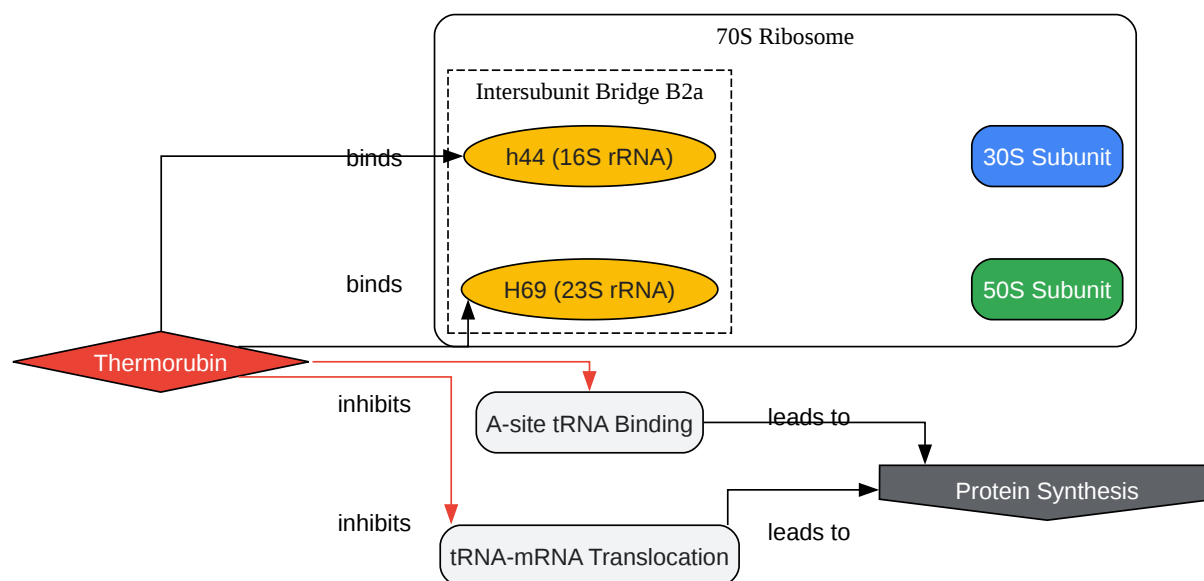 70S Ribosome
Intersubunit Bridge B2a
binds
h44 (16S rRNA)
30S Subunit
binds
H69 (23S rRNA)
50S Subunit
Thermorubin
inhibits
A-site tRNA Binding
leads to
Protein Synthesis
inhibits
tRNA-mRNA Translocation
leads to